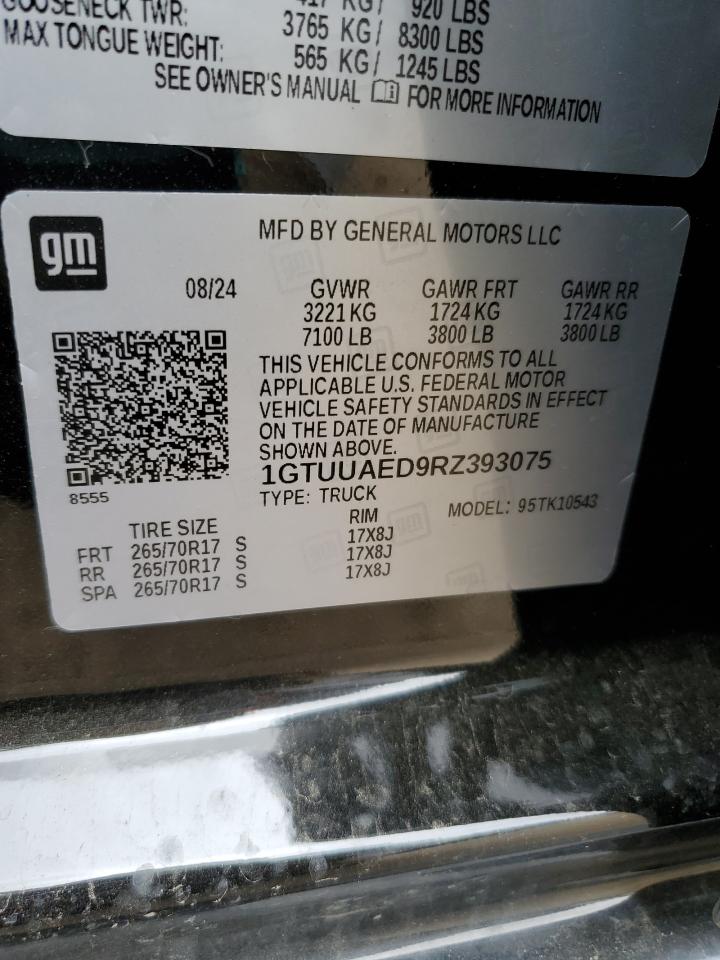 GOOSENECK TWR: 3765 KG/ 8300 LBS
MAX TONGUE WEIGHT: 565 KG/ 1245 LBS
SEE OWNER'S MANUAL FOR MORE INFORMATION
gm
MFD BY GENERAL MOTORS LLC
08/24 GVWR GAWR FRT GAWR RR
3221 KG 1724 KG 1724 KG
7100 LB 3800 LB 3800 LB
THIS VEHICLE CONFORMS TO ALL
APPLICABLE U.S. FEDERAL MOTOR
VEHICLE SAFETY STANDARDS IN EFFECT
ON THE DATE OF MANUFACTURE
SHOWN ABOVE.
1GTUUAED9RZ393075
8555
TYPE: TRUCK MODEL: 95TK10543
TIRE SIZE RIM
FRT 265/70R17 S 17X8J
RR 265/70R17 S 17X8J
SPA 265/70R17 S 17X8J